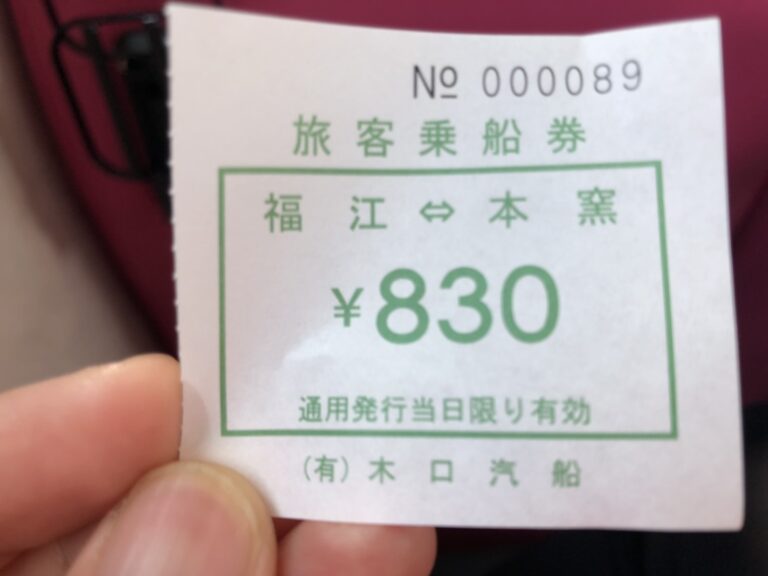 № 000089
旅客乗船券
福江⇔本窯
¥830
通用発行当日限り有効
(有)木口汽船